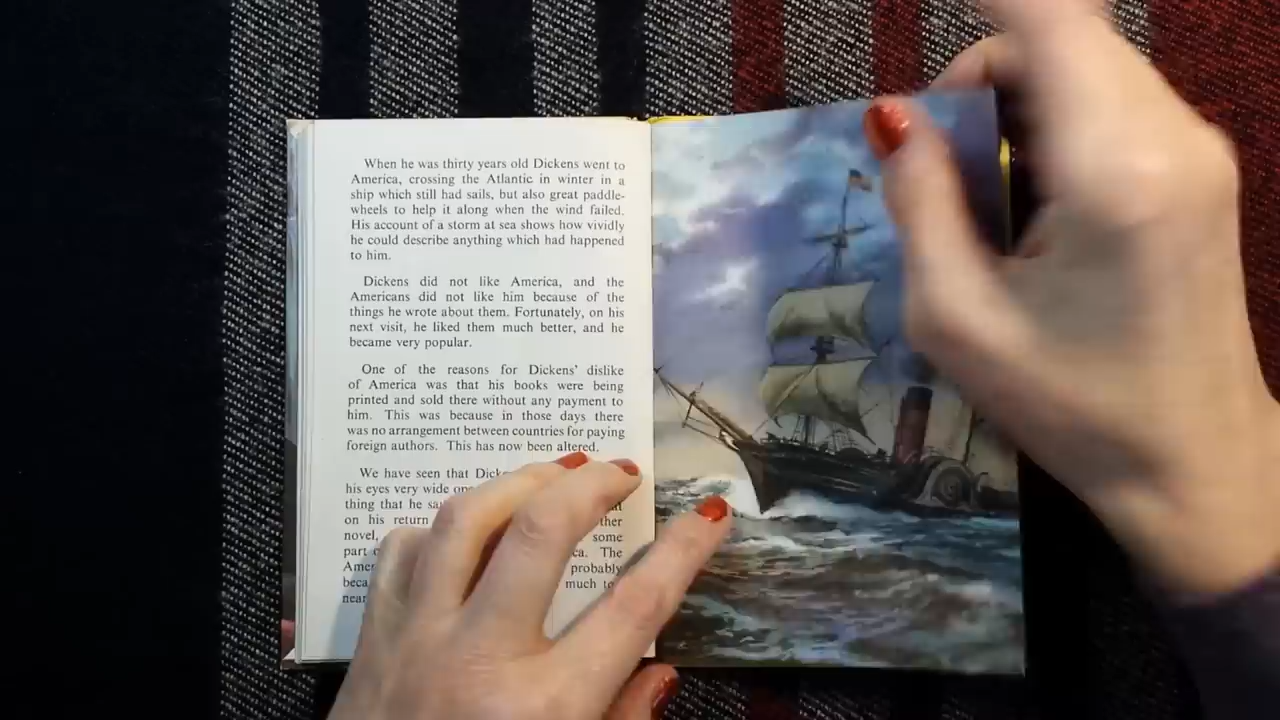 When he was thirty years old Dickens went to
America, crossing the Atlantic in winter in a
ship which still had sails, but also great paddle-
wheels to help it along when the wind failed.
His account of a storm at sea shows how vividly
he could describe anything which had happened
to him.
Dickens did not like America, and the
Americans did not like him because of the
things he wrote about them. Fortunately, on his
next visit, he liked them much better, and he
became very popular.
One of the reasons for Dickens' dislike
of America was that his books were being
printed and sold there without any payment to
him. This was because in those days there
was no arrangement between countries for paying
foreign authors. This has now been altered.
We have seen that
his eyes very wide
thing that he
on his return
novel, some
part The
probably
much